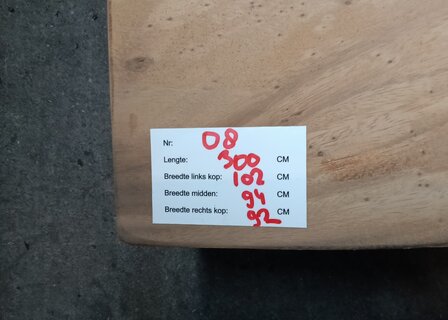 Nr: 08
Lengte: 300 CM
Breedte links kop: 102 CM
Breedte midden: 94 CM
Breedte rechts kop: 92 CM